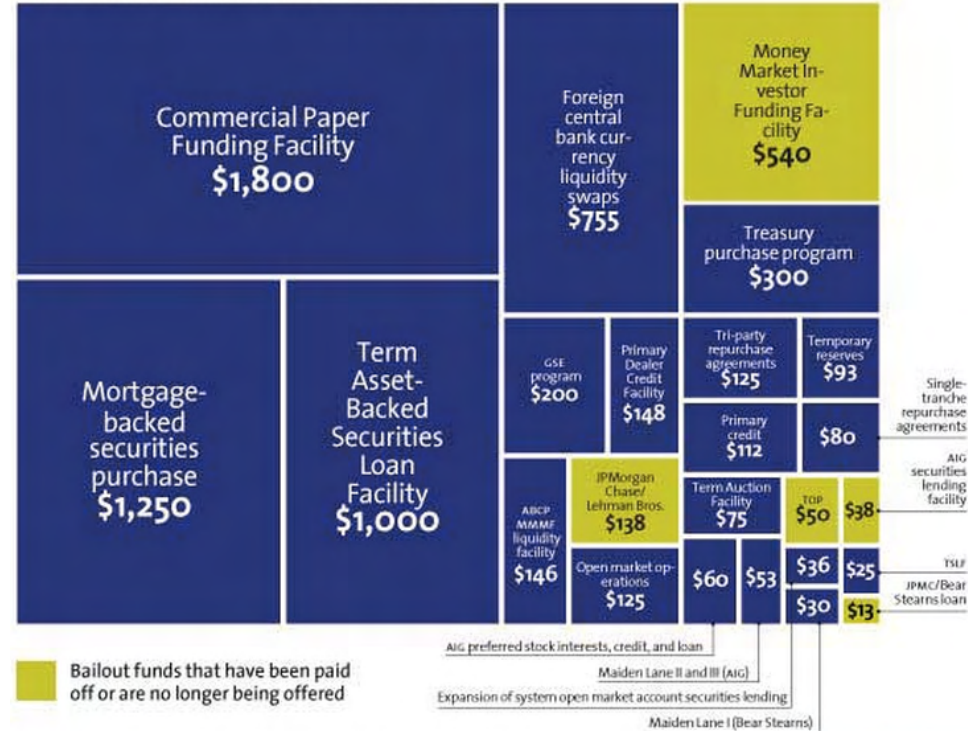 Commercial Paper
Funding Facility
$1,800
Foreign
central
bank cur-
rency
liquidity
swaps
$755
Money
Market In-
vestor
Funding Fa-
cility
$540
Treasury
purchase program
$300
Mortgage-
backed
securities
purchase
$1,250
Term
Asset-
Backed
Securities
Loan
Facility
$1,000
GSE
program
$200
Primary
Dealer
Credit
Facility
$148
Tri-party
repurchase
agreements
$125
Temporary
reserves
$93
Primary
credit
$112
$80
Single-
tranche
repurchase
agreements
ABCP
MMMF
liquidity
facility
$146
JPMorgan
Chase/
Lehman Bros.
$138
Open market op-
erations
$125
Term Auction
Facility
$75
TOP
$50
$38
AIG
securities
lending
facility
$60
$53
$36
$25
TSLF
$30
$13
JPMC/Bear
Stearns loan
AIG preferred stock interests, credit, and loan
Maiden Lane II and III (AIG)
Expansion of system open market account securities lending
Maiden Lane I (Bear Stearns)
Bailout funds that have been paid
off or are no longer being offered